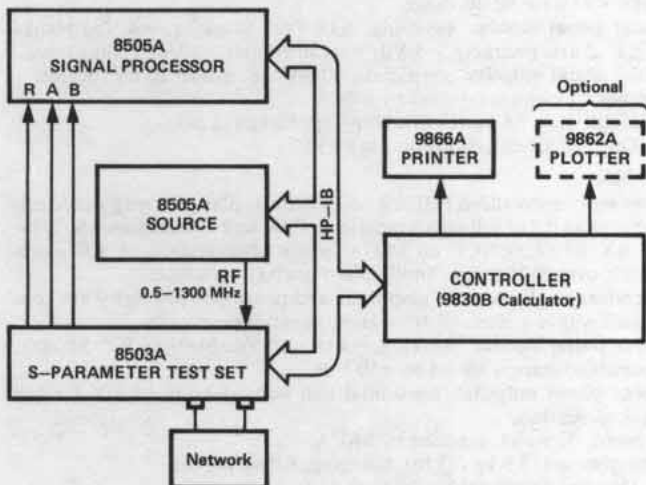 8505A
SIGNAL PROCESSOR
R A B
8505A
SOURCE
RF
0.5–1300 MHz
8503A
S–PARAMETER TEST SET
Network
HP–IB
Optional
9866A
PRINTER
9862A
PLOTTER
CONTROLLER
(9830B Calculator)